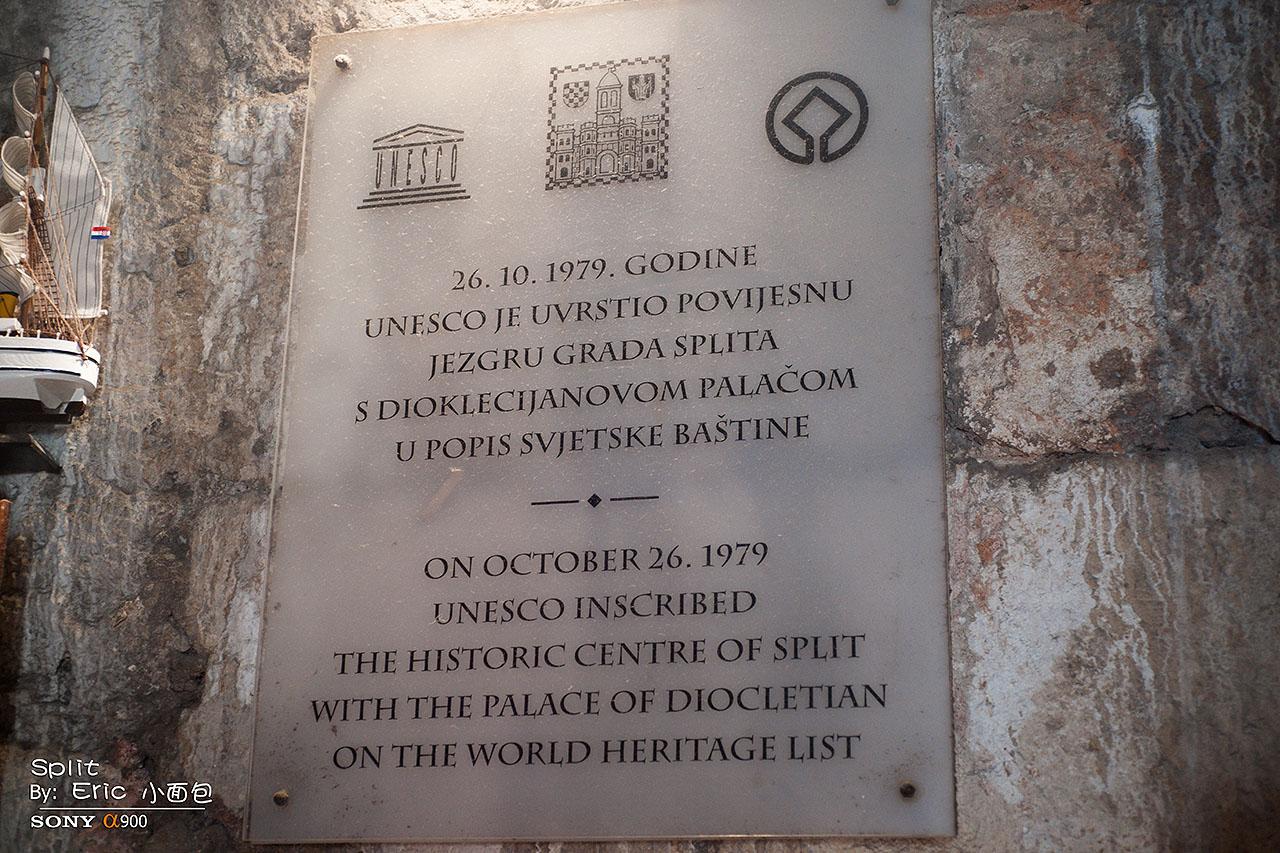 UNESCO
26. 10. 1979. GODINE
UNESCO JE UVRSTIO POVIJESNU
JEZGRU GRADA SPLITA
S DIOKLECIJANOVOM PALAČOM
U POPIS SVJETSKE BAŠTINE
ON OCTOBER 26. 1979
UNESCO INSCRIBED
THE HISTORIC CENTRE OF SPLIT
WITH THE PALACE OF DIOCLETIAN
ON THE WORLD HERITAGE LIST
Split
By: Eric 小面包
SONY α900